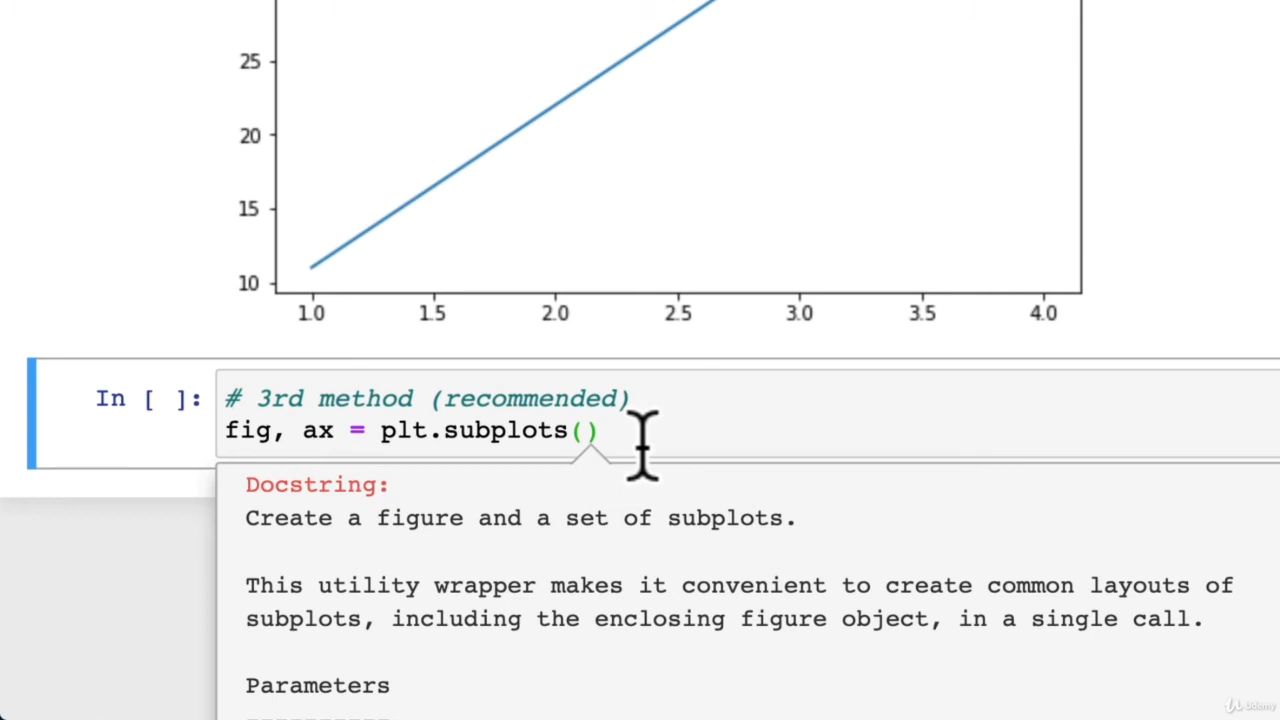 25
20
15
10
1.0 1.5 2.0 2.5 3.0 3.5 4.0
In [ ]: # 3rd method (recommended)
fig, ax = plt.subplots()
Docstring:
Create a figure and a set of subplots.
This utility wrapper makes it convenient to create common layouts of
subplots, including the enclosing figure object, in a single call.
Parameters
----------
Udemy